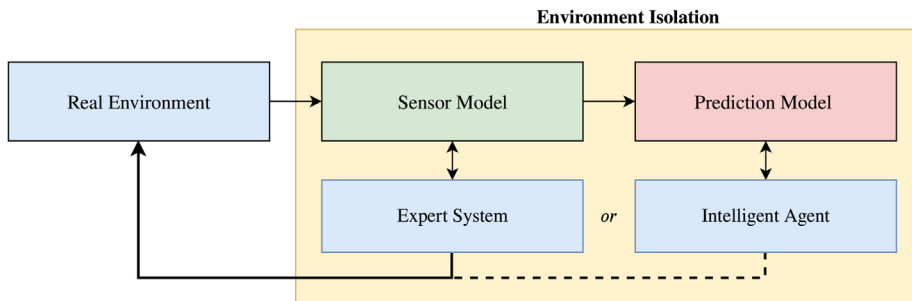 Environment Isolation
Real Environment
Sensor Model
Prediction Model
Expert System
or
Intelligent Agent